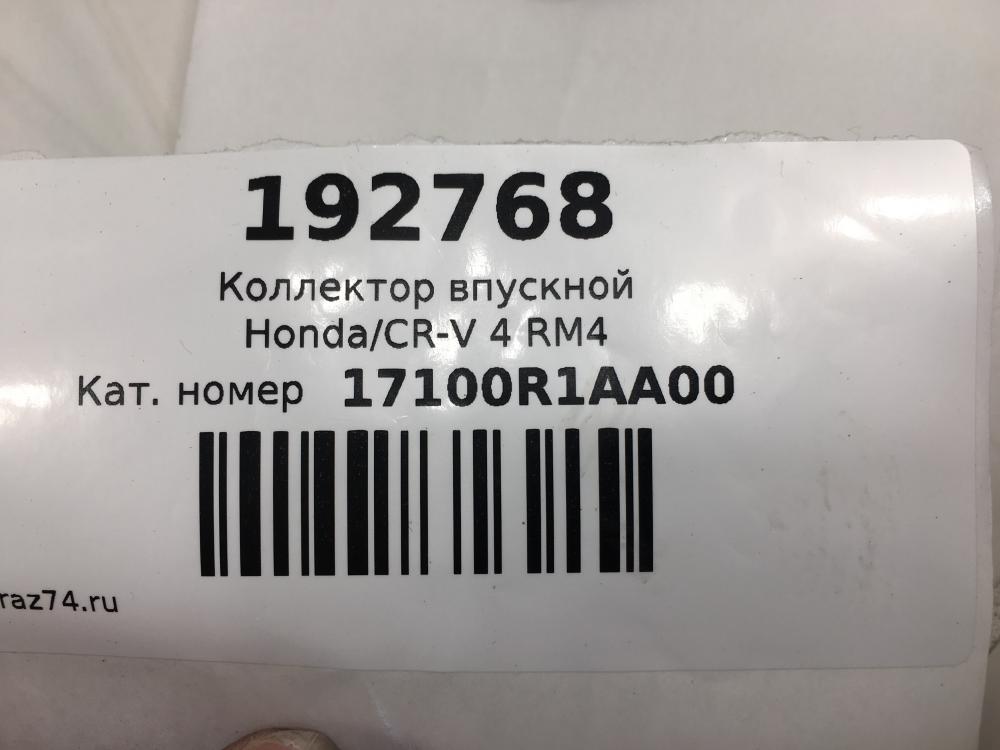 192768
Коллектор впускной
Honda/CR-V 4 RM4
Кат. номер 17100R1AA00
raz74.ru